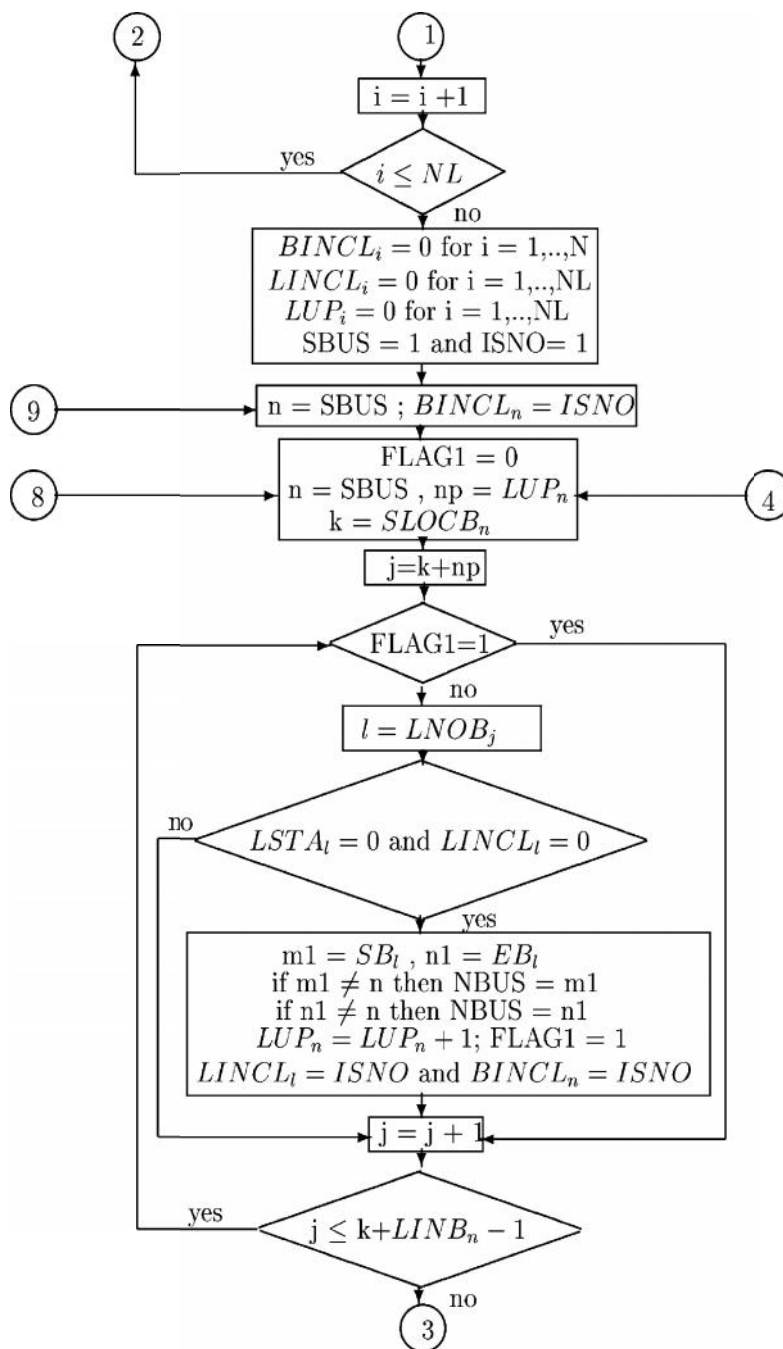 2
1
i = i +1
yes
i ≤ NL
no
BINCL_i = 0 for i = 1,..,N
LINCL_i = 0 for i = 1,..,NL
LUP_i = 0 for i = 1,..,NL
SBUS = 1 and ISNO= 1
9
n = SBUS ; BINCL_n = ISNO
FLAG1 = 0
8
n = SBUS , np = LUP_n
4
k = SLOCB_n
j=k+np
FLAG1=1
yes
no
l = LNOB_j
no
LSTA_l = 0 and LINCL_l = 0
yes
m1 = SB_l , n1 = EB_l
if m1 ≠ n then NBUS = m1
if n1 ≠ n then NBUS = n1
LUP_n = LUP_n + 1; FLAG1 = 1
LINCL_l = ISNO and BINCL_n = ISNO
j = j + 1
yes
j ≤ k+LINB_n − 1
no
3